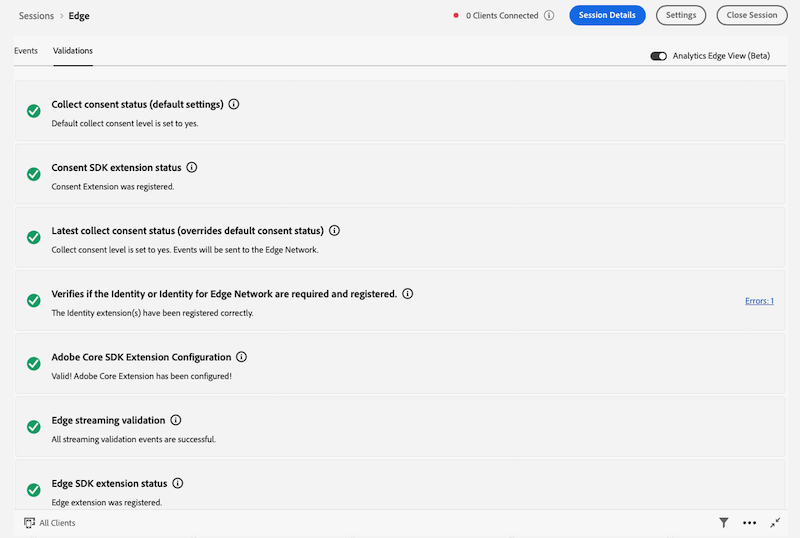 Sessions > Edge
0 Clients Connected
Session Details
Settings
Close Session
Events
Validations
Analytics Edge View (Beta)
Collect consent status (default settings)
Default collect consent level is set to yes.
Consent SDK extension status
Consent Extension was registered.
Latest collect consent status (overrides default consent status)
Collect consent level is set to yes. Events will be sent to the Edge Network.
Verifies if the Identity or Identity for Edge Network are required and registered.
The Identity extension(s) have been registered correctly.
Errors: 1
Adobe Core SDK Extension Configuration
Valid! Adobe Core Extension has been configured!
Edge streaming validation
All streaming validation events are successful.
Edge SDK extension status
Edge extension was registered.
All Clients